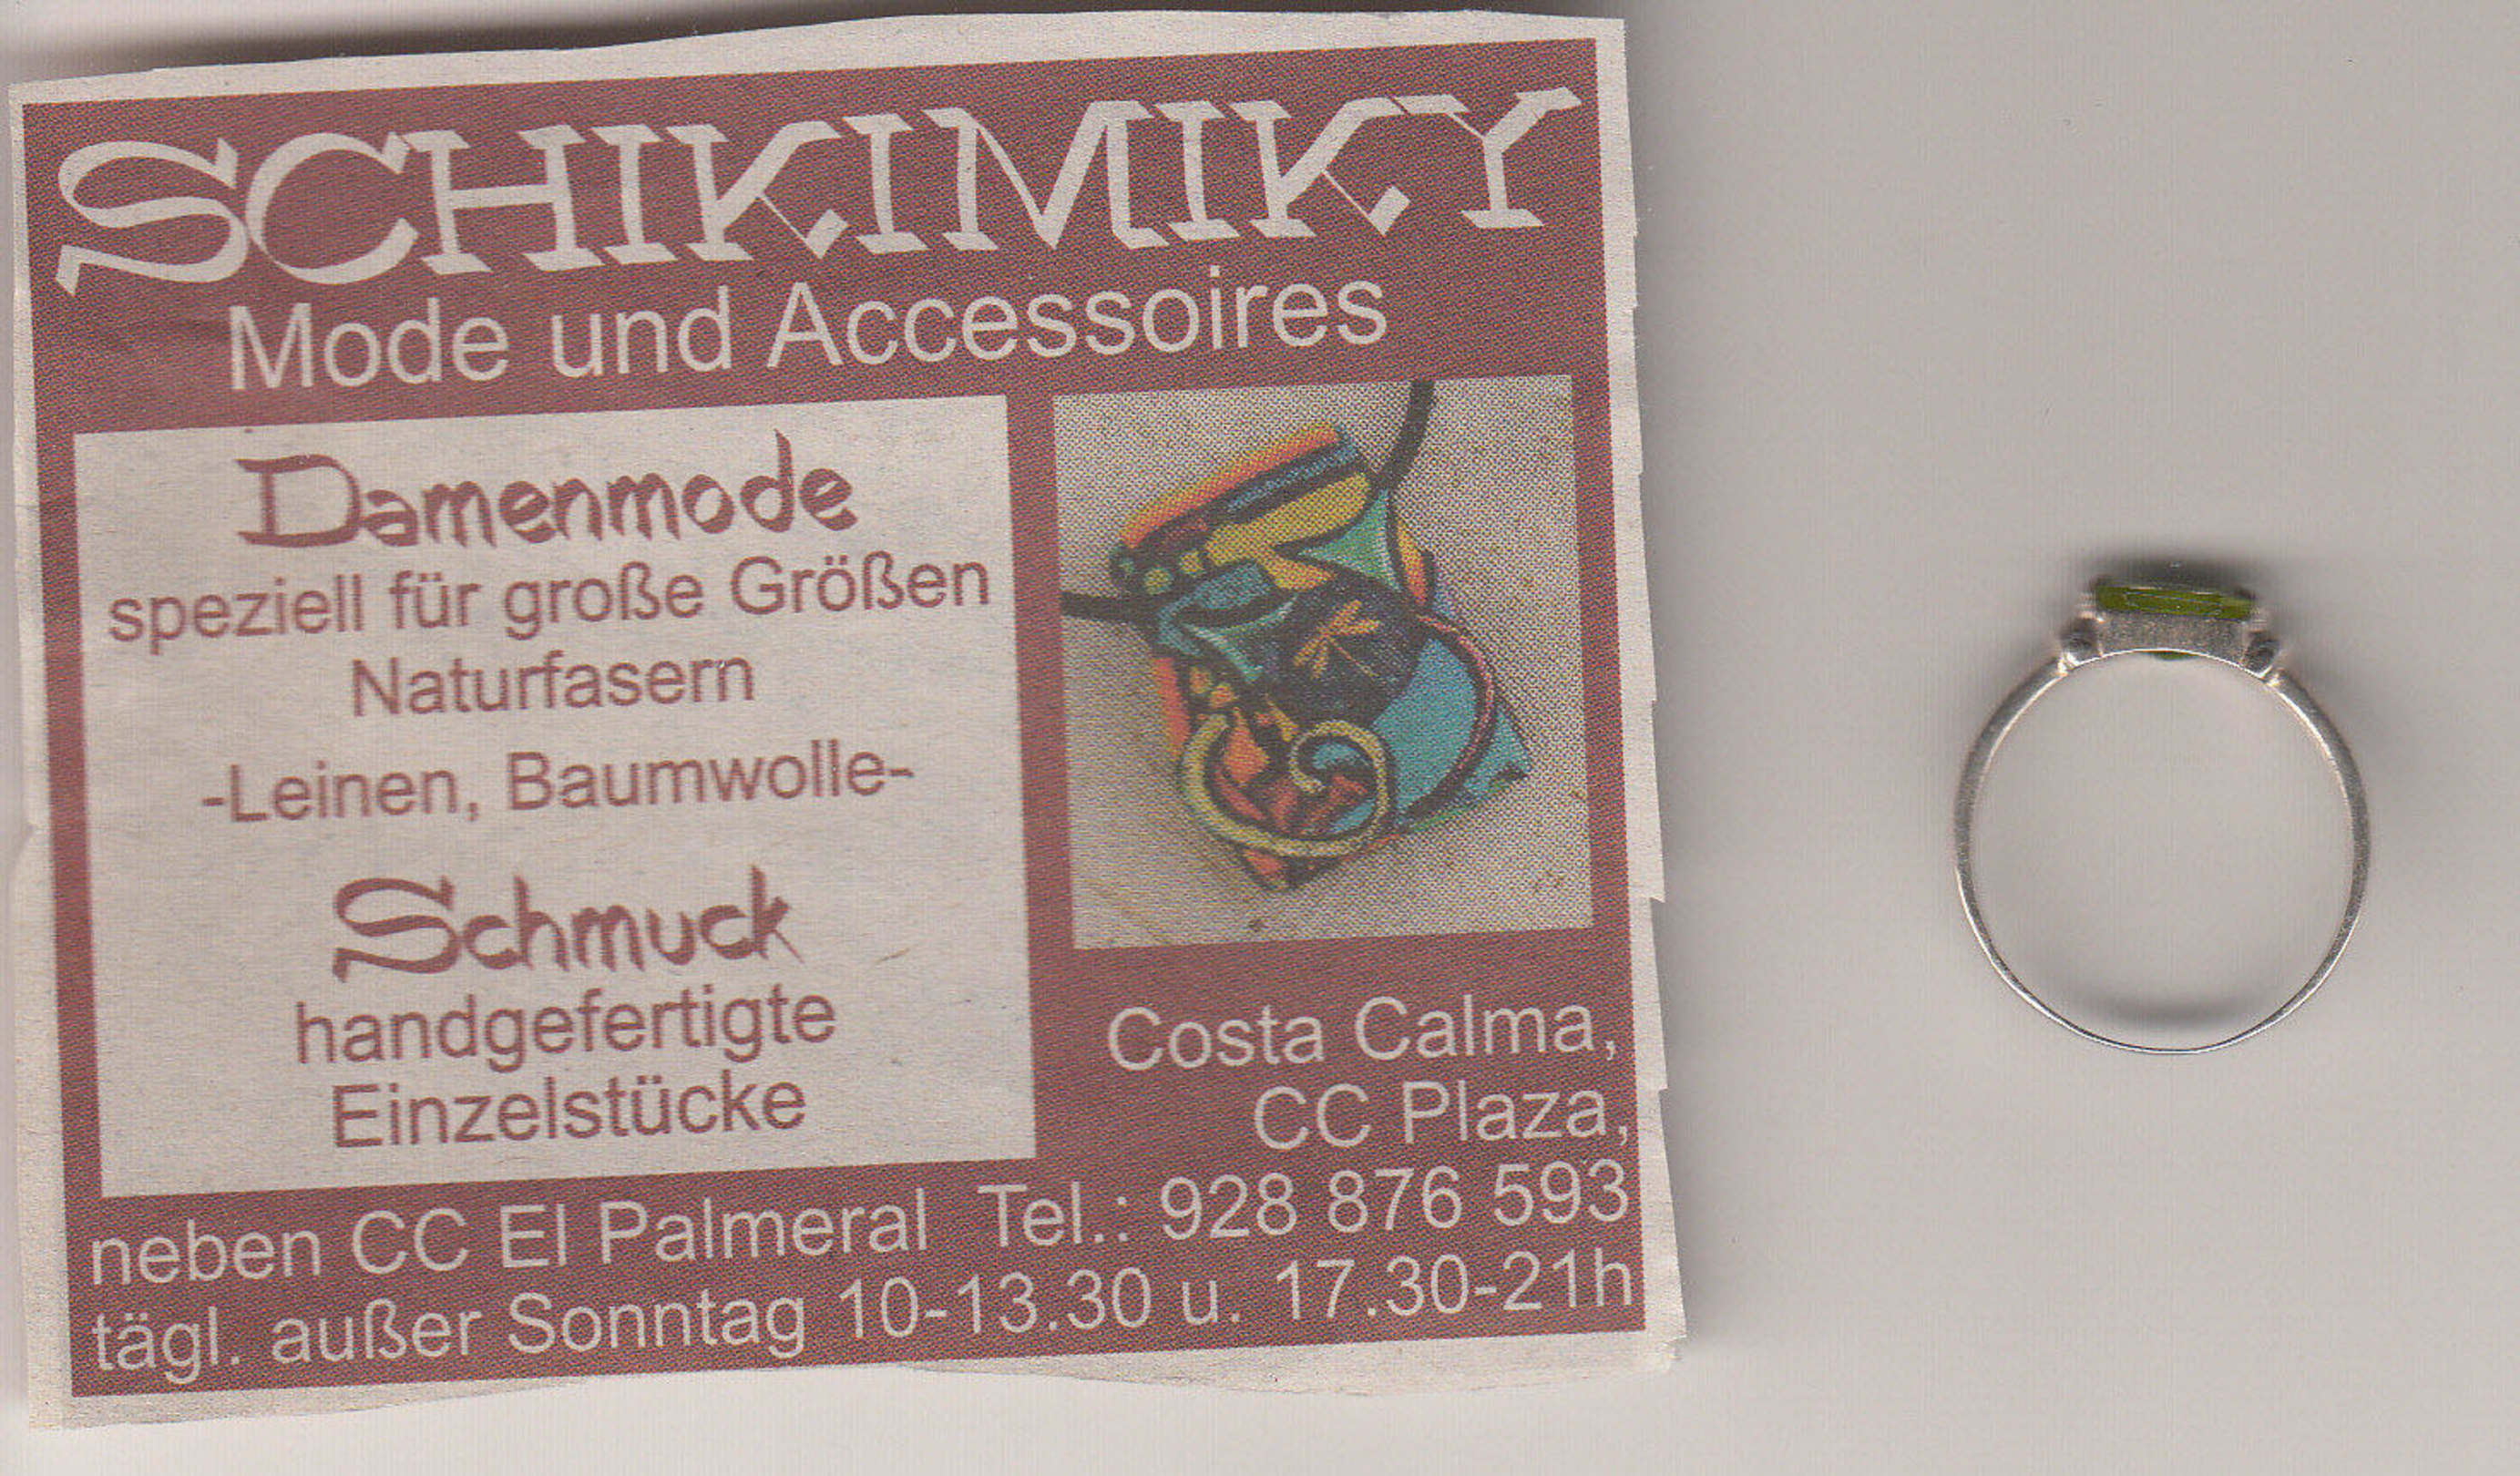 SCHIKIMIKY
Mode und Accessoires
Damenmode
speziell für große Größen
Naturfasern
-Leinen, Baumwolle-
Schmuck
handgefertigte
Einzelstücke
Costa Calma,
CC Plaza,
neben CC El Palmeral Tel.: 928 876 593
tägl. außer Sonntag 10-13.30 u. 17.30-21h